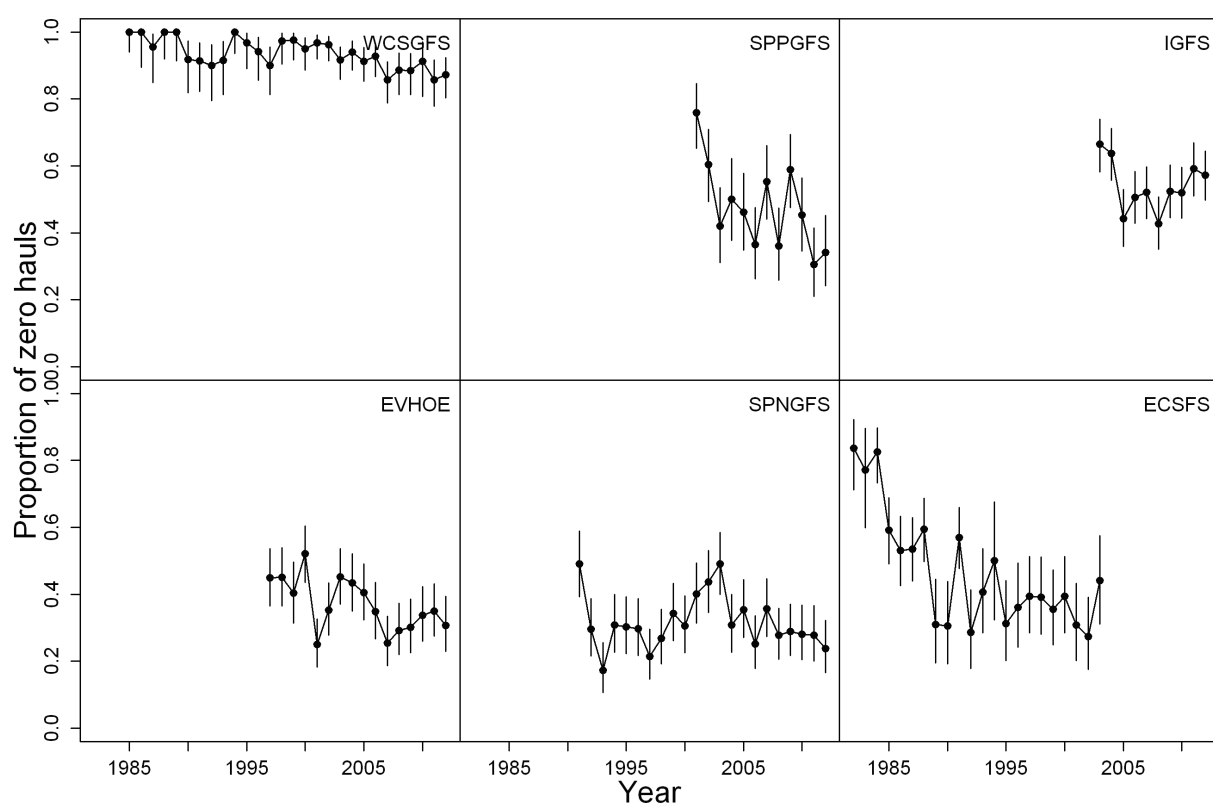 Proportion of zero hauls
1.0
0.8
0.6
0.4
0.2
0.0
WCSGFS
SPPGFS
IGFS
1.0
0.8
0.6
0.4
0.2
0.0
EVHOE
SPNGFS
ECSFS
1985 1995 2005 1985 1995 2005 1985 1995 2005
Year